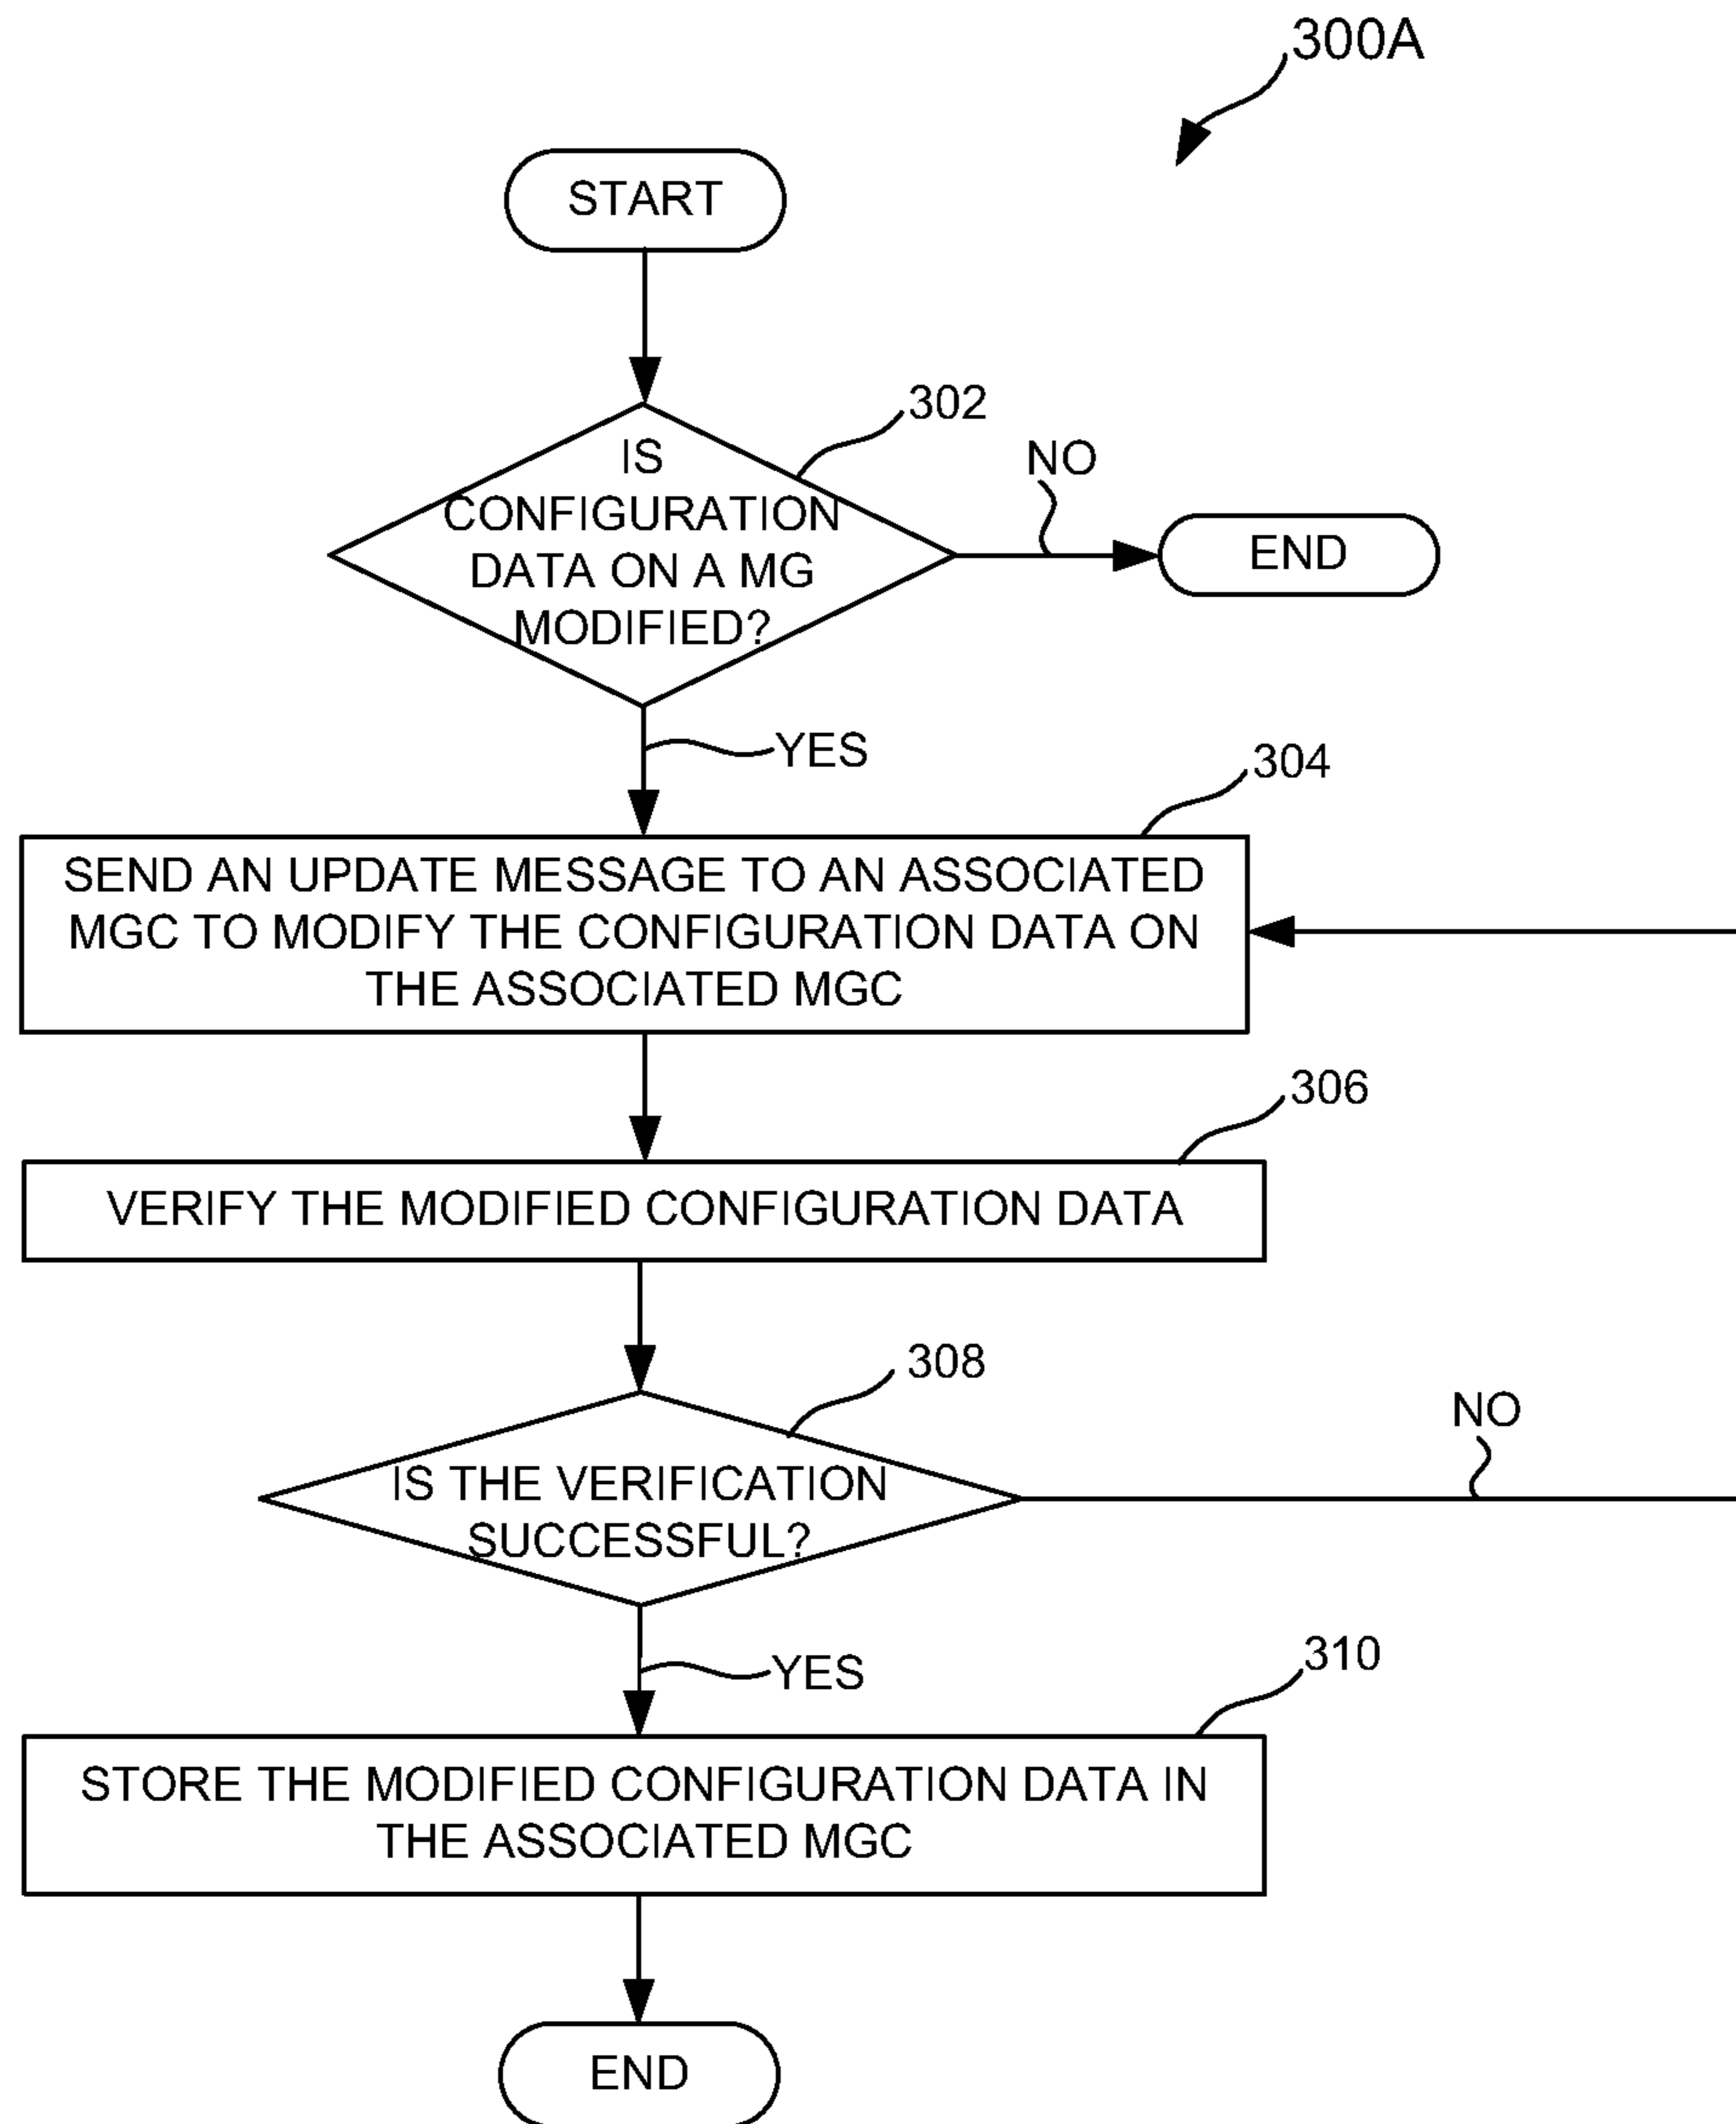 300A
START
302
IS
CONFIGURATION
DATA ON A MG
MODIFIED?
NO
END
YES
304
SEND AN UPDATE MESSAGE TO AN ASSOCIATED
MGC TO MODIFY THE CONFIGURATION DATA ON
THE ASSOCIATED MGC
306
VERIFY THE MODIFIED CONFIGURATION DATA
308
IS THE VERIFICATION
SUCCESSFUL?
NO
YES
310
STORE THE MODIFIED CONFIGURATION DATA IN
THE ASSOCIATED MGC
END